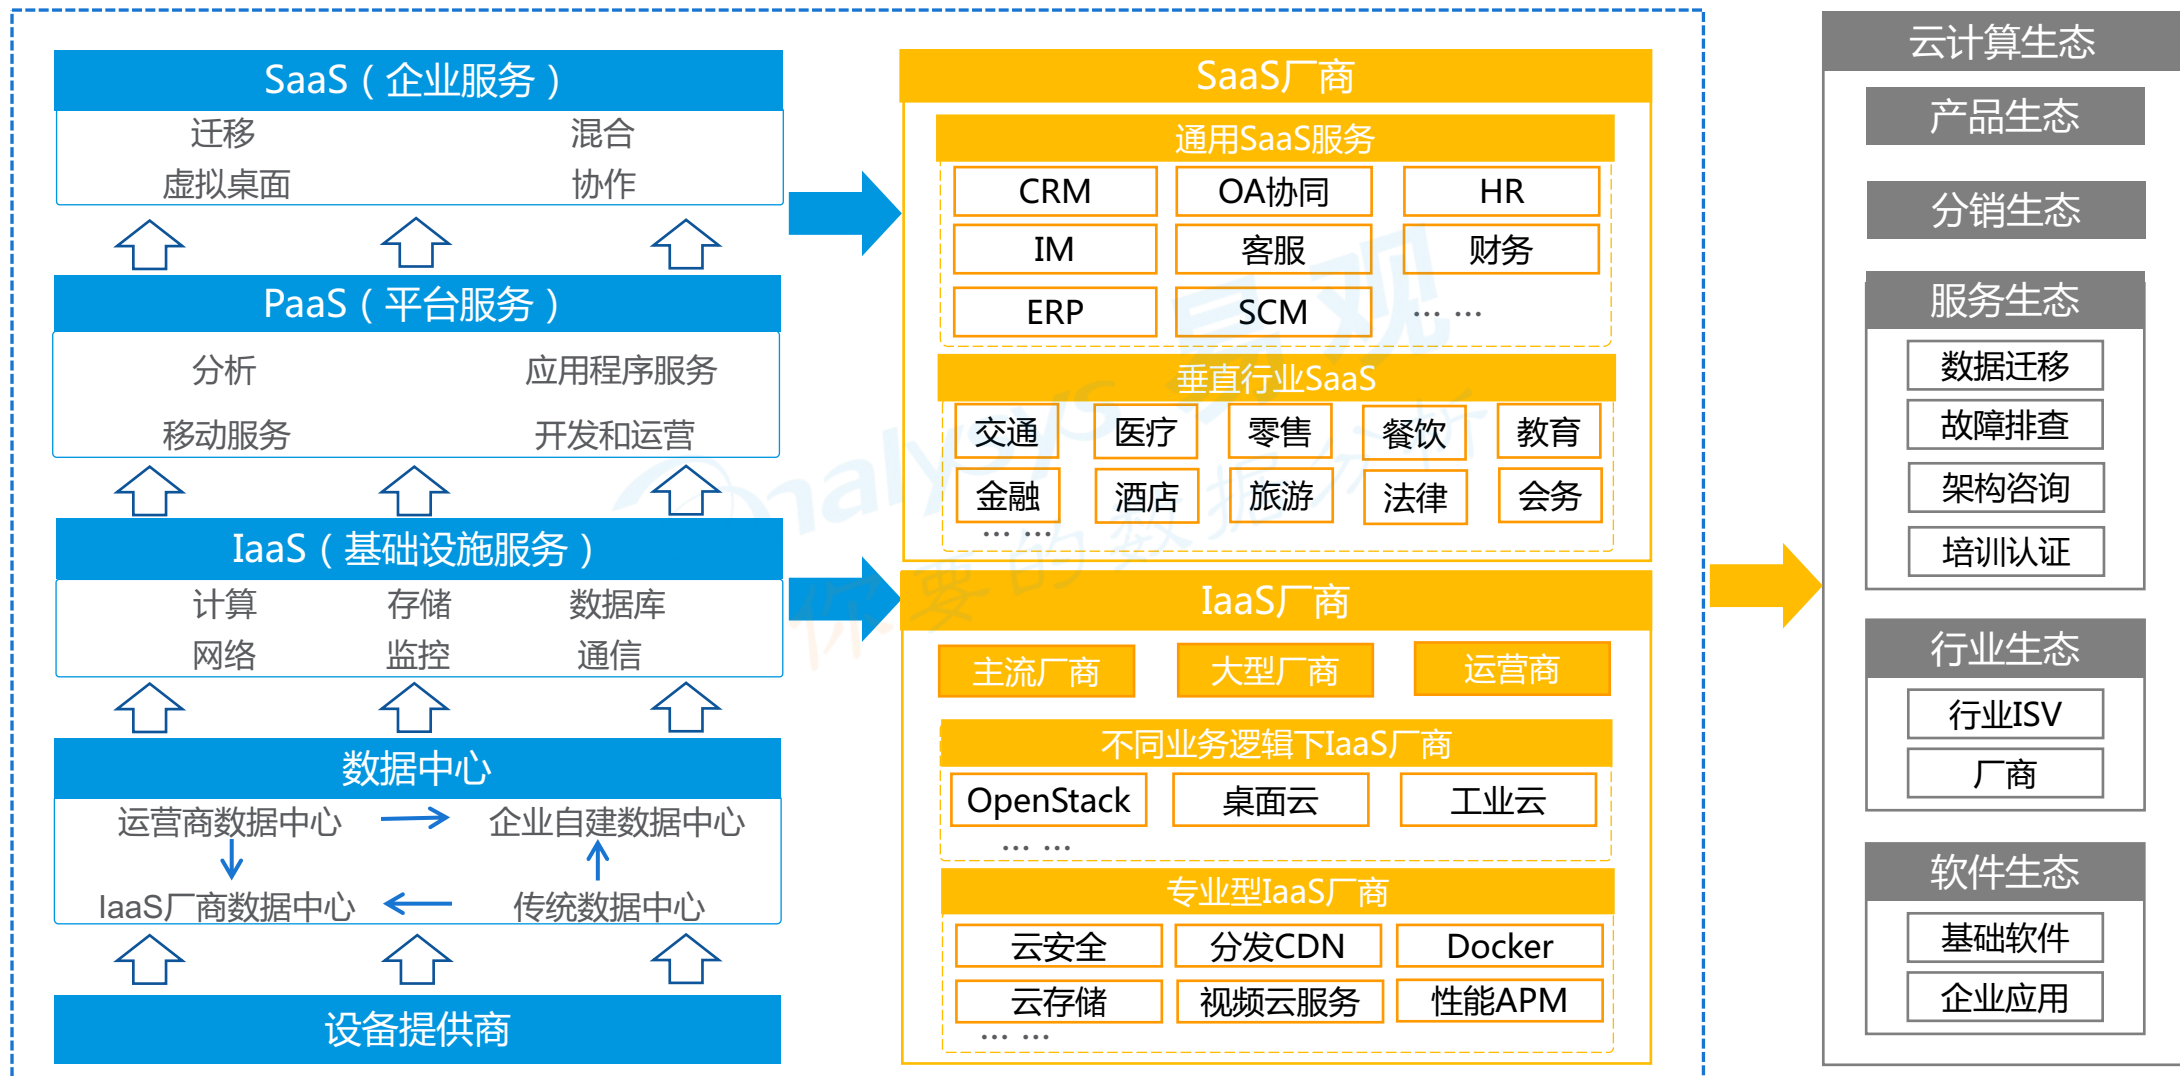 SaaS（企业服务）
迁移 混合
虚拟桌面 协作
PaaS（平台服务）
分析 应用程序服务
移动服务 开发和运营
IaaS（基础设施服务）
计算 存储 数据库
网络 监控 通信
数据中心
运营商数据中心 企业自建数据中心
IaaS厂商数据中心 传统数据中心
设备提供商
SaaS厂商
通用SaaS服务
CRM OA协同 HR
IM 客服 财务
ERP SCM … …
垂直行业SaaS
交通 医疗 零售 餐饮 教育
金融 酒店 旅游 法律 会务
… …
IaaS厂商
主流厂商 大型厂商 运营商
不同业务逻辑下IaaS厂商
OpenStack 桌面云 工业云
… …
专业型IaaS厂商
云安全 分发CDN Docker
云存储 视频云服务 性能APM
… …
云计算生态
产品生态
分销生态
服务生态
数据迁移
故障排查
架构咨询
培训认证
行业生态
行业ISV
厂商
软件生态
基础软件
企业应用
nalysys 易观
你要的数据分析